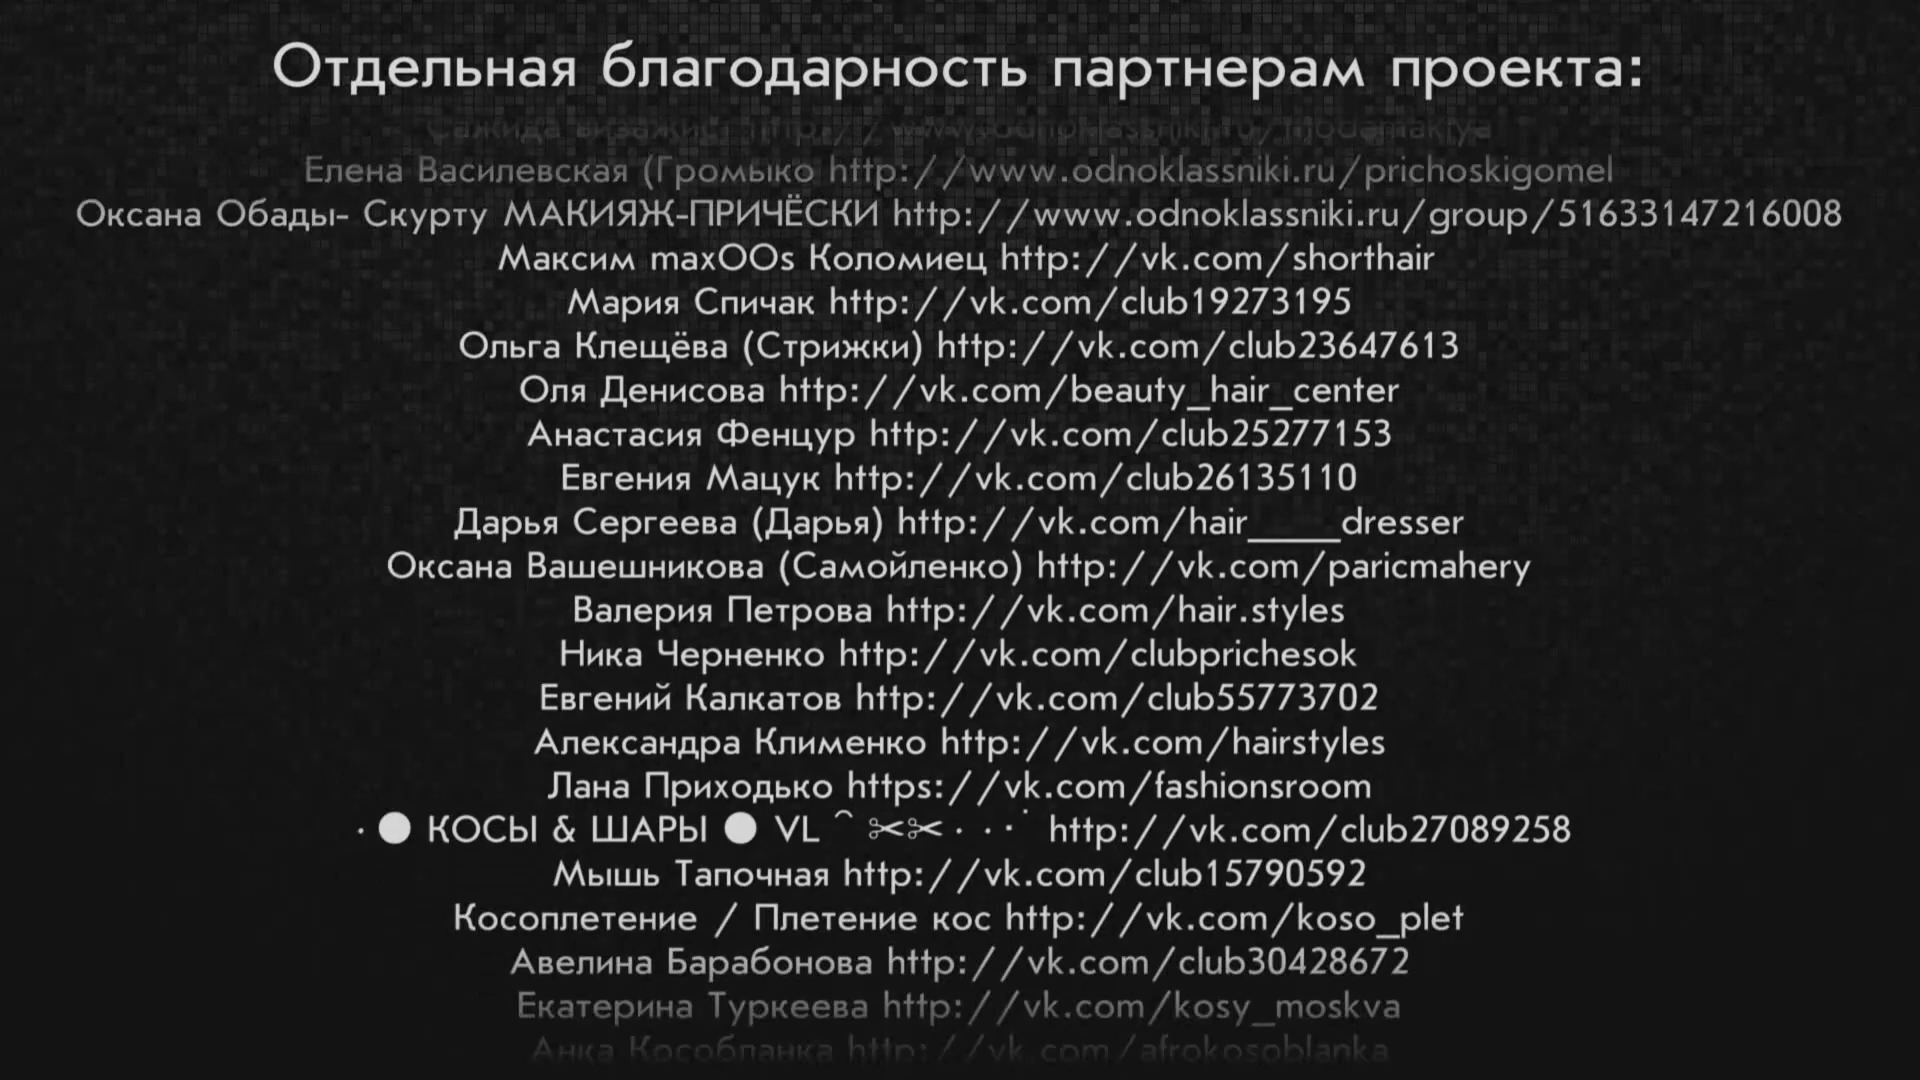 Отдельная благодарность партнерам проекта:
Елена Василевская (Громыко http://www.odnoklassniki.ru/prichoskigomel
Оксана Обады- Скурту МАКИЯЖ-ПРИЧЁСКИ http://www.odnoklassniki.ru/group/51633147216008
Максим maxOOs Коломиец http://vk.com/shorthair
Мария Спичак http://vk.com/club19273195
Ольга Клещёва (Стрижки) http://vk.com/club23647613
Оля Денисова http://vk.com/beauty_hair_center
Анастасия Фенцур http://vk.com/club25277153
Евгения Мацук http://vk.com/club26135110
Дарья Сергеева (Дарья) http://vk.com/hair_____dresser
Оксана Вашешникова (Самойленко) http://vk.com/paricmahery
Валерия Петрова http://vk.com/hair.styles
Ника Черненко http://vk.com/clubprichesok
Евгений Калкатов http://vk.com/club55773702
Александра Клименко http://vk.com/hairstyles
Лана Приходько https://vk.com/fashionsroom
· ● КОСЫ & ШАРЫ ● VL ⌒ ✂✂ · · ·˙ http://vk.com/club27089258
Мышь Тапочная http://vk.com/club15790592
Косоплетение / Плетение кос http://vk.com/koso_plet
Авелина Барабонова http://vk.com/club30428672
Екатерина Туркеева http://vk.com/kosy_moskva
Анка Кособланка http://vk.com/afrokosoblanka